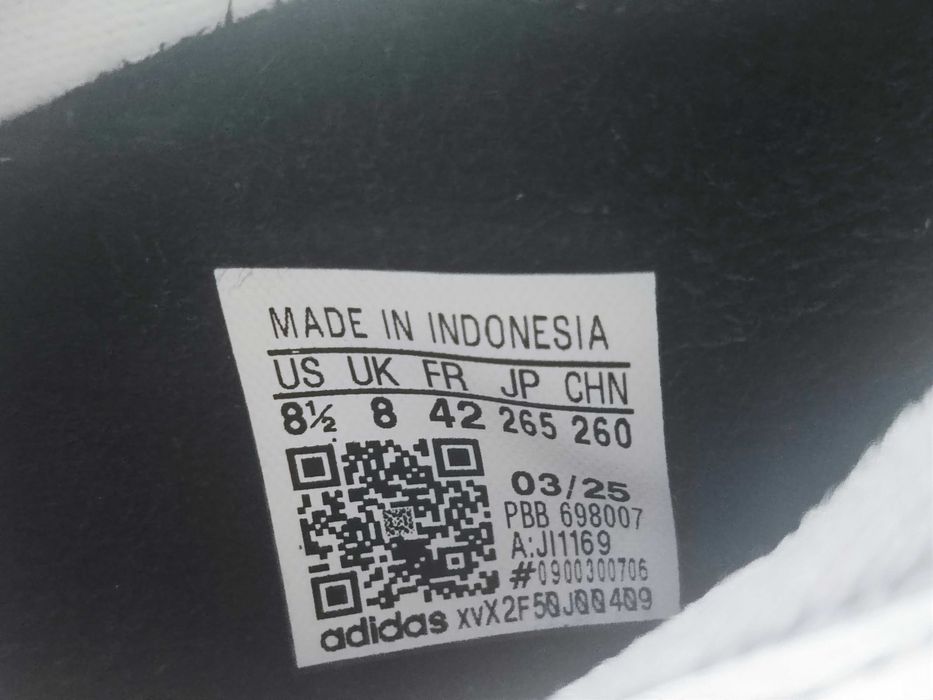 MADE IN INDONESIA
US UK FR JP CHN
8½ 8 42 265 260
03/25
PBB 698007
A:JI1169
#0900300706
adidas xvX2F50J00409